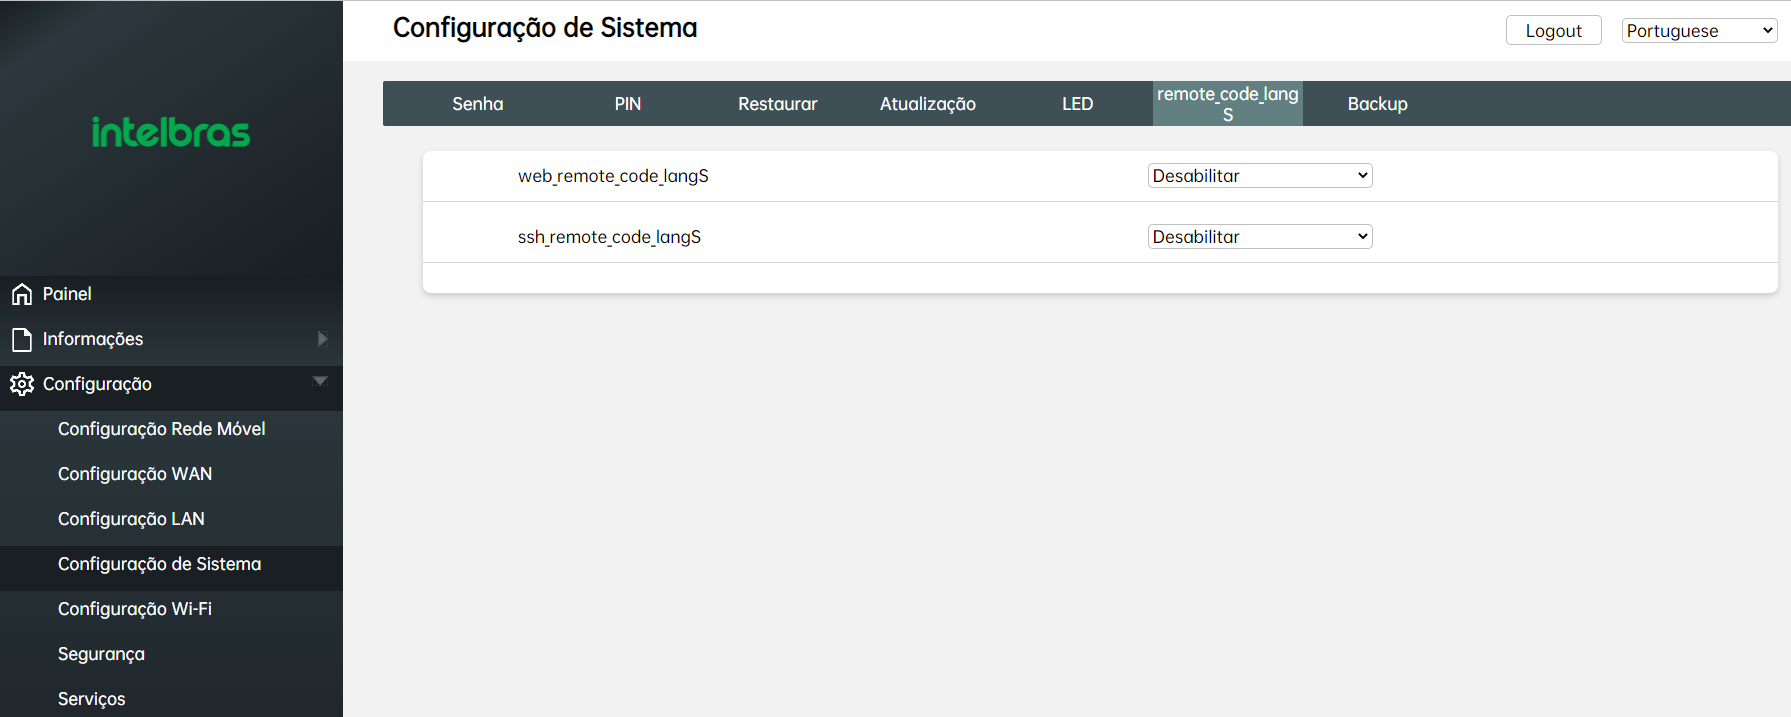 Configuração de Sistema
Logout
Portuguese
intelbras
Senha
PIN
Restaurar
Atualização
LED
remote_code_lang
S
Backup
web_remote_code_langS
Desabilitar
ssh_remote_code_langS
Desabilitar
Painel
Informações
Configuração
Configuração Rede Móvel
Configuração WAN
Configuração LAN
Configuração de Sistema
Configuração Wi-Fi
Segurança
Serviços